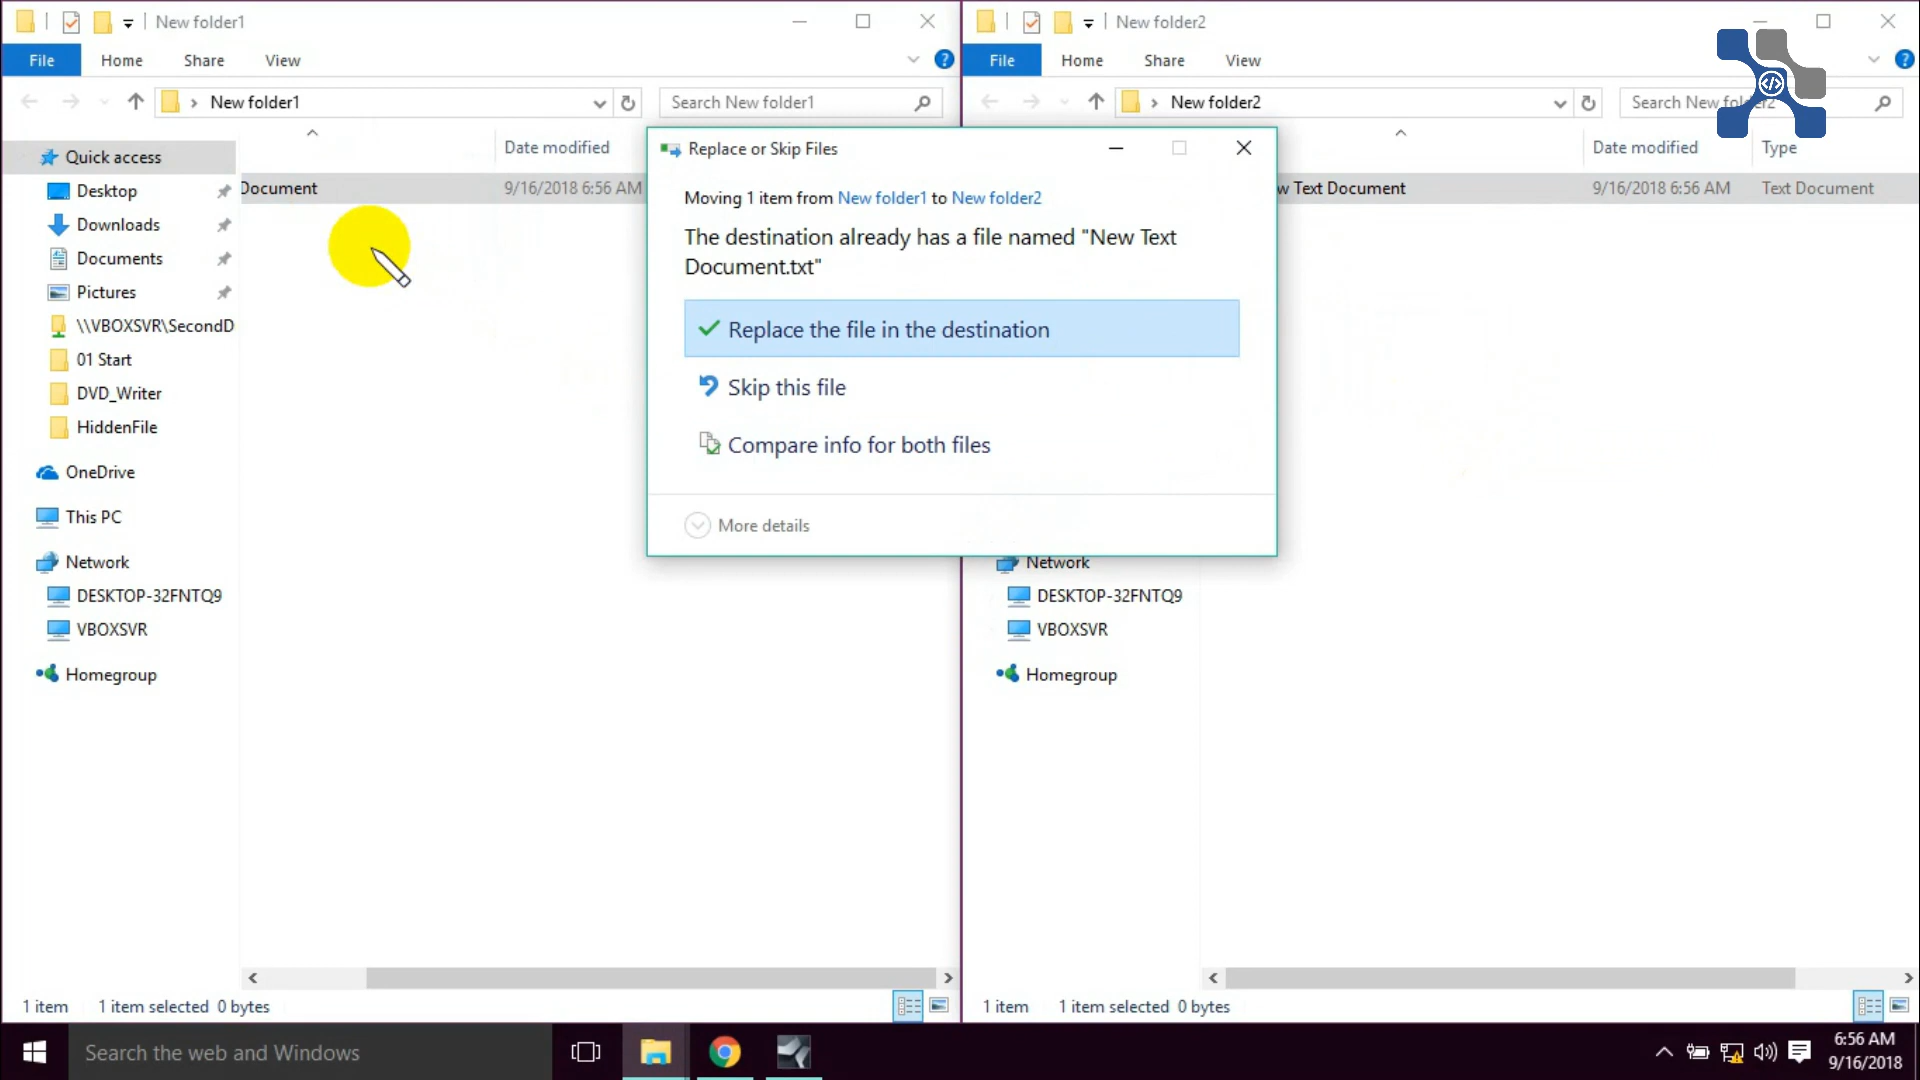 New folder1
File Home Share View
New folder1
Search New folder1
Date modified
Quick access
Document 9/16/2018 6:56 AM
Desktop
Downloads
Documents
Pictures
\\VBOXSVR\SecondD
01 Start
DVD_Writer
HiddenFile
OneDrive
This PC
Network
DESKTOP-32FNTQ9
VBOXSVR
Homegroup
1 item 1 item selected 0 bytes
Replace or Skip Files
Moving 1 item from New folder1 to New folder2
The destination already has a file named "New Text
Document.txt"
Replace the file in the destination
Skip this file
Compare info for both files
More details
New folder2
File Home Share View
New folder2
Search New folder2
Date modified Type
w Text Document 9/16/2018 6:56 AM Text Document
Network
DESKTOP-32FNTQ9
VBOXSVR
Homegroup
1 item 1 item selected 0 bytes
Search the web and Windows
6:56 AM
9/16/2018